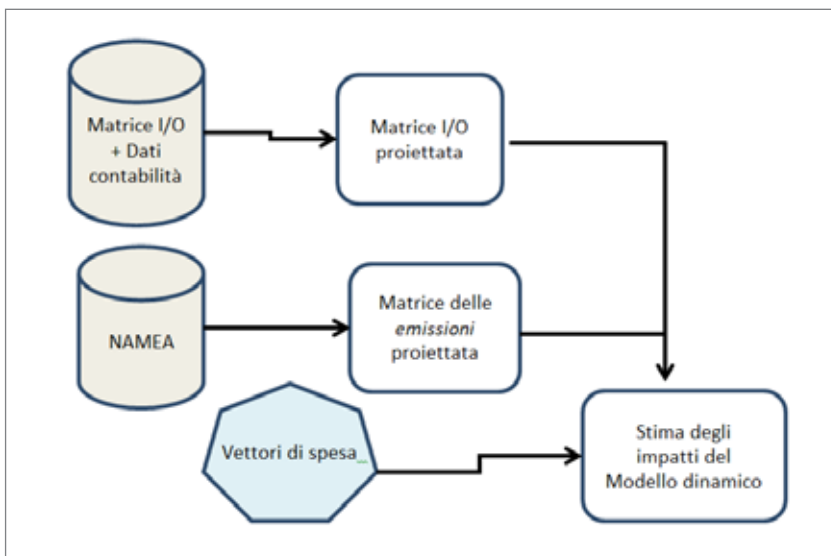 Matrice I/O
+ Dati
contabilità
Matrice I/O
proiettata
NAMEA
Matrice delle
emissioni
proiettata
Vettori di spesa
Stima degli
impatti del
Modello dinamico